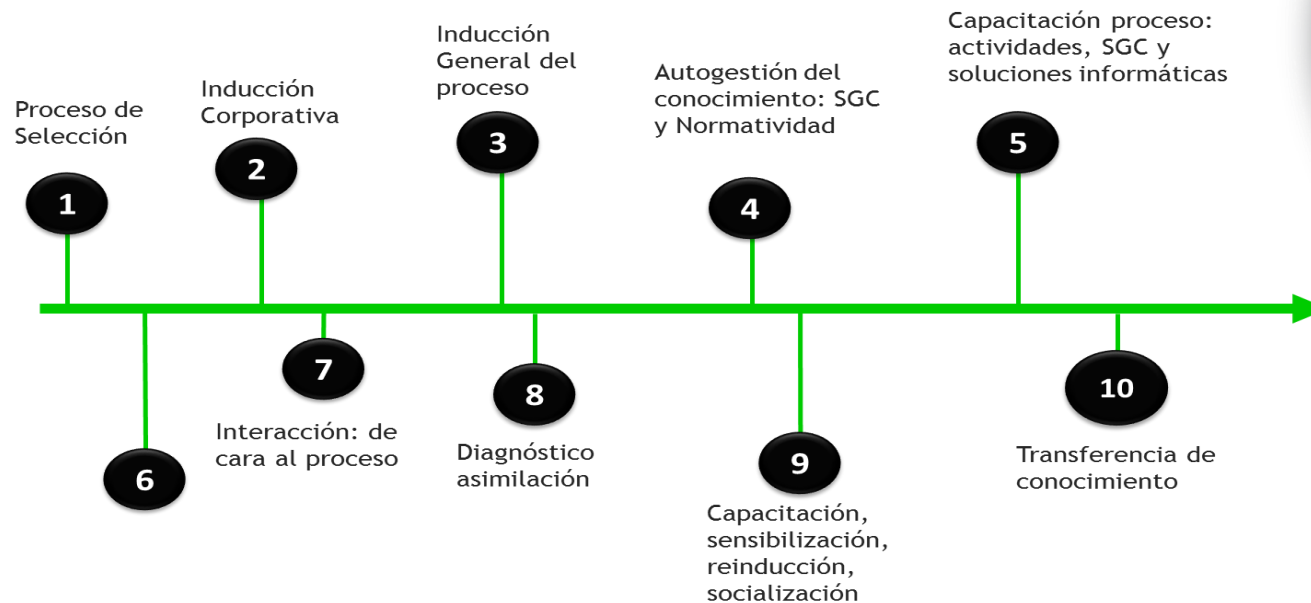 Proceso de
Selección
1
Inducción
Corporativa
2
Inducción
General del
proceso
3
Autogestión del
conocimiento: SGC
y Normatividad
4
Capacitación proceso:
actividades, SGC y
soluciones informáticas
5
6
7
Interacción: de
cara al proceso
8
Diagnóstico
asimilación
9
Capacitación,
sensibilización,
reinducción,
socialización
10
Transferencia de
conocimiento